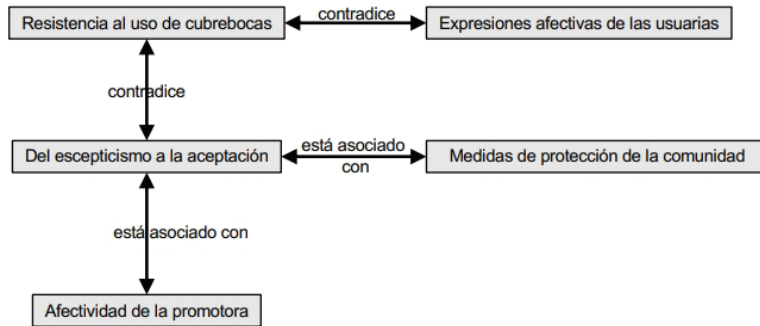 Resistencia al uso de cubrebocas
contradice
Expresiones afectivas de las usuarias
contradice
Del escepticismo a la aceptación
está asociado
con
Medidas de protección de la comunidad
está asociado con
Afectividad de la promotora